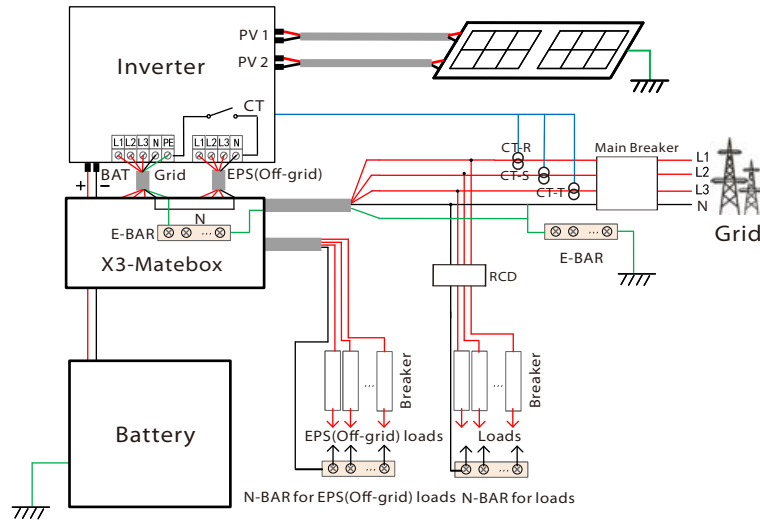 PV 1
Inverter
PV 2
CT
L1 L2 L3 N PE
L1 L2 L3 N
CT-R
Main Breaker
L1
BAT
Grid
EPS(Off-grid)
CT-S
L2
+
−
CT-T
L3
N
N
E-BAR
...
Grid
...
E-BAR
X3-Matebox
RCD
...
Breaker
...
Breaker
Battery
EPS(Off-grid) loads
Loads
...
...
N-BAR for EPS(Off-grid) loads
N-BAR for loads